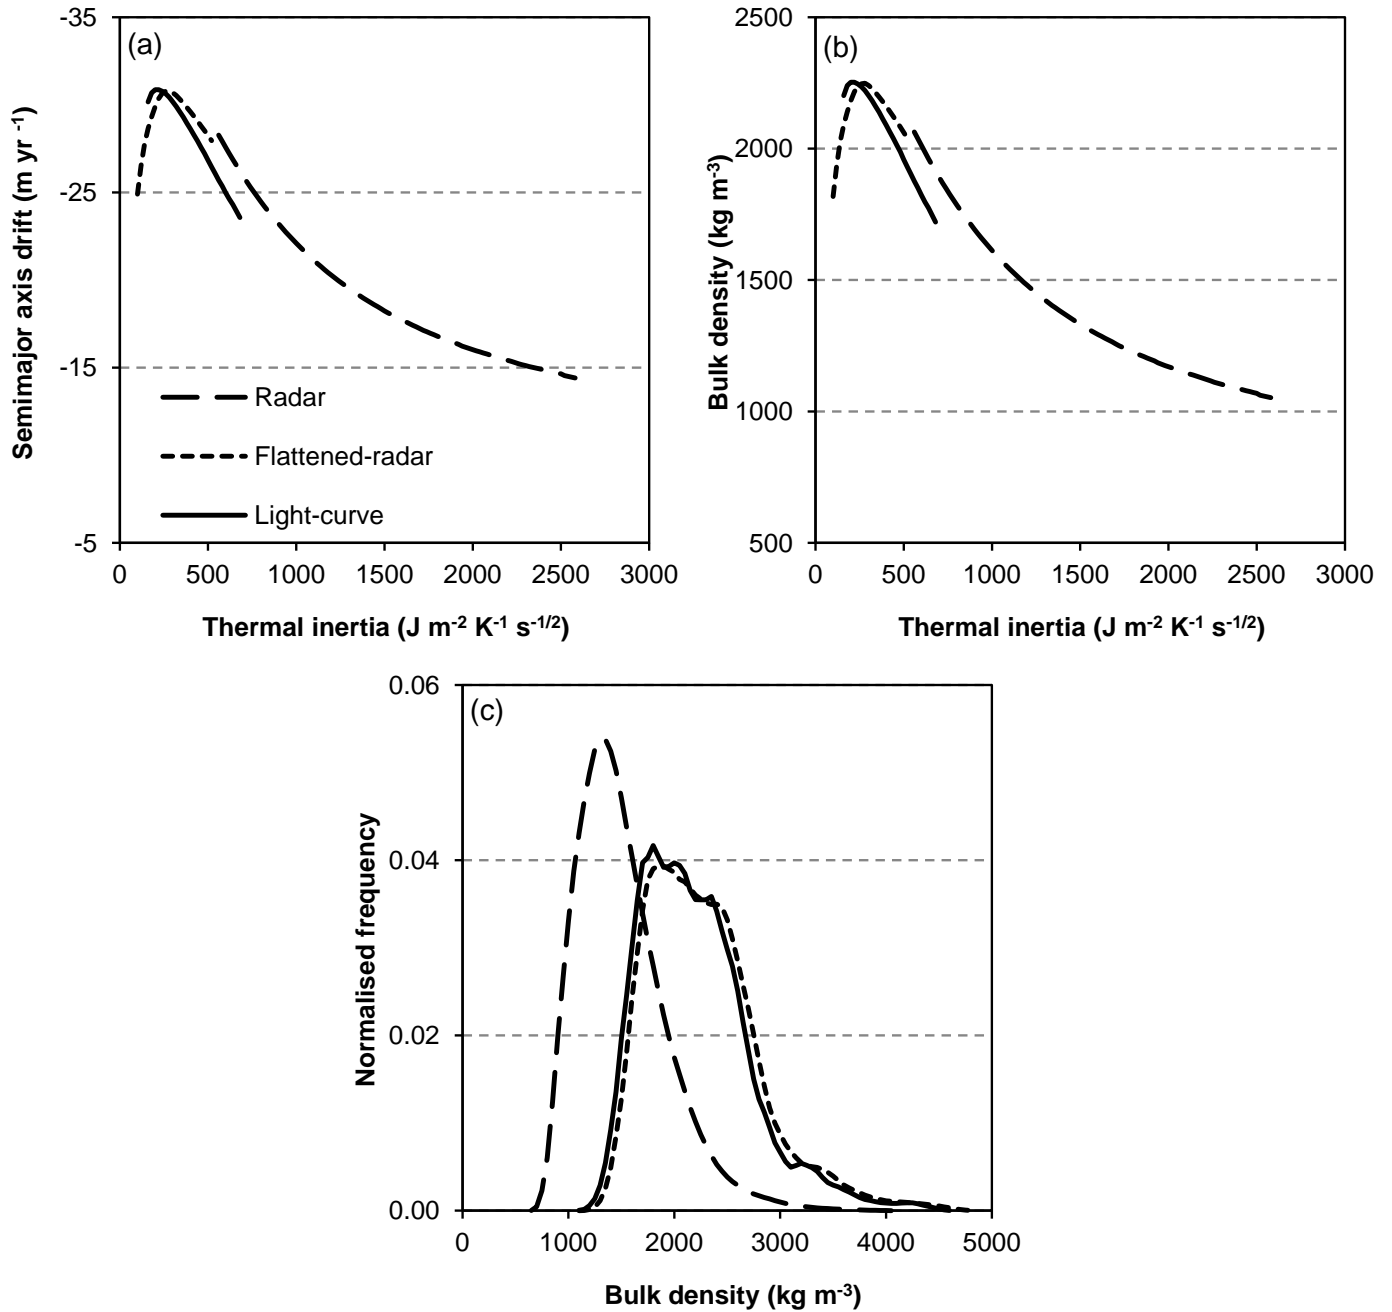 (a)
-35
-25
-15
-5
Semimajor axis drift (m yr -1)
Radar
Flattened-radar
Light-curve
0 500 1000 1500 2000 2500 3000
Thermal inertia (J m-2 K-1 s-1/2)
(b)
2500
2000
1500
1000
500
Bulk density (kg m-3)
0 500 1000 1500 2000 2500 3000
Thermal inertia (J m-2 K-1 s-1/2)
(c)
0.06
0.04
0.02
0.00
Normalised frequency
0 1000 2000 3000 4000 5000
Bulk density (kg m-3)